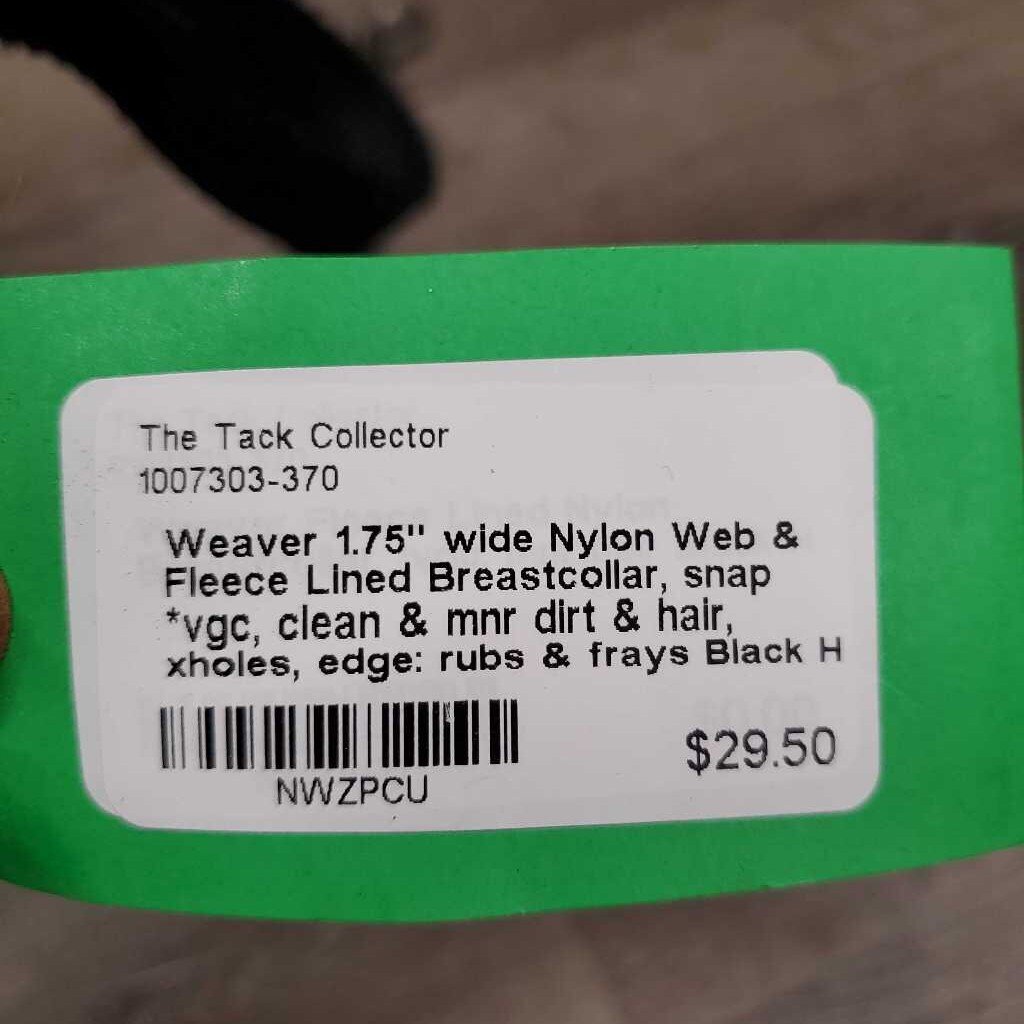 The Tack Collector
1007303-370
Weaver 1.75" wide Nylon Web &
Fleece Lined Breastcollar, snap
*vgc, clean & mnr dirt & hair,
xholes, edge: rubs & frays Black H
$29.50
NWZPCU